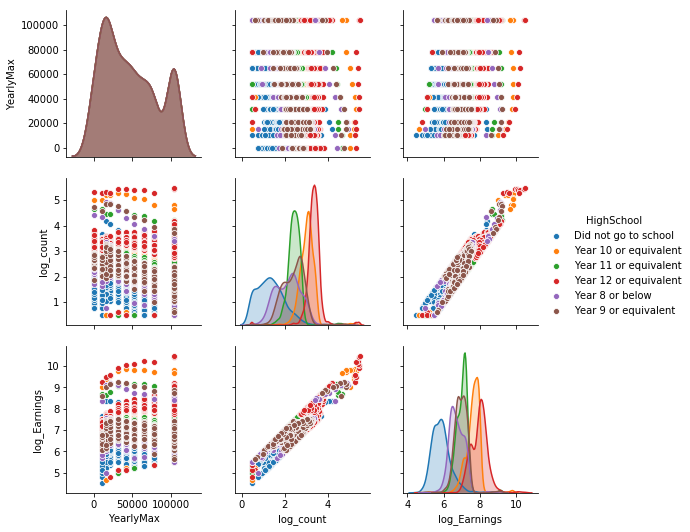 100000
80000
60000
40000
20000
0
YearlyMax
5
4
3
2
1
log_count
HighSchool
Did not go to school
Year 10 or equivalent
Year 11 or equivalent
Year 12 or equivalent
Year 8 or below
Year 9 or equivalent
10
9
8
7
6
5
log_Earnings
0 50000 100000
YearlyMax
0 2 4
log_count
4 6 8 10
log_Earnings